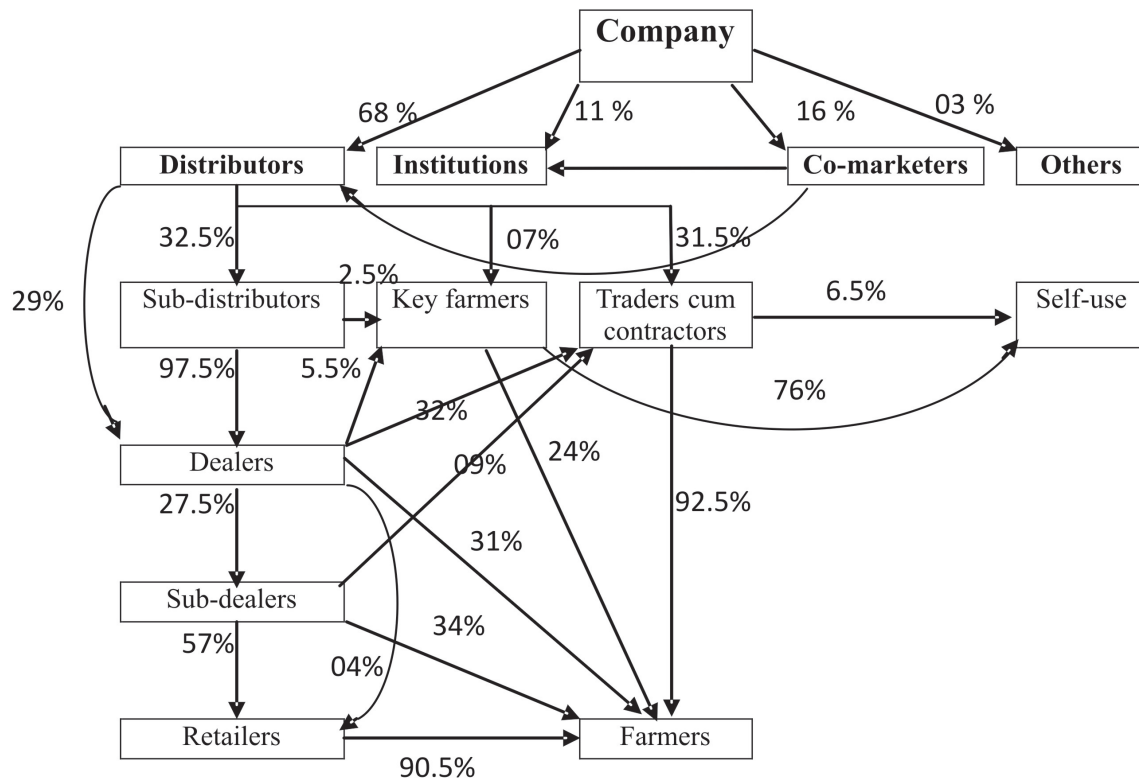 Company
68 %
11 %
16 %
03 %
Distributors
Institutions
Co-marketers
Others
32.5%
07%
31.5%
29%
2.5%
Sub-distributors
Key farmers
Traders cum
contractors
6.5%
Self-use
97.5%
5.5%
32%
76%
Dealers
09%
24%
27.5%
92.5%
31%
Sub-dealers
57%
34%
04%
Retailers
90.5%
Farmers